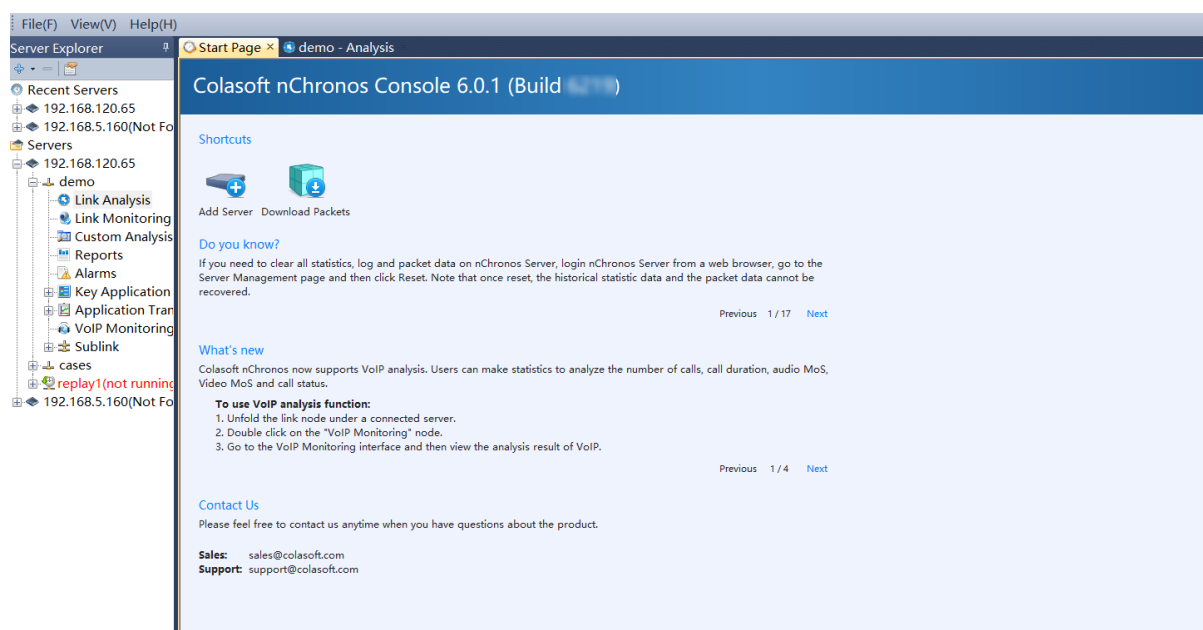 File(F) View(V) Help(H)
Server Explorer
Start Page
demo - Analysis
Recent Servers
192.168.120.65
192.168.5.160(Not Fo
Servers
192.168.120.65
demo
Link Analysis
Link Monitoring
Custom Analysis
Reports
Alarms
Key Application
Application Tran
VoIP Monitoring
Sublink
cases
replay1(not running
192.168.5.160(Not Fo
Colasoft nChronos Console 6.0.1 (Build )
Shortcuts
Add Server Download Packets
Do you know?
If you need to clear all statistics, log and packet data on nChronos Server, login nChronos Server from a web browser, go to the
Server Management page and then click Reset. Note that once reset, the historical statistic data and the packet data cannot be
recovered.
Previous 1/17 Next
What's new
Colasoft nChronos now supports VoIP analysis. Users can make statistics to analyze the number of calls, call duration, audio MoS,
Video MoS and call status.
To use VoIP analysis function:
1. Unfold the link node under a connected server.
2. Double click on the "VoIP Monitoring" node.
3. Go to the VoIP Monitoring interface and then view the analysis result of VoIP.
Previous 1/4 Next
Contact Us
Please feel free to contact us anytime when you have questions about the product.
Sales: sales@colasoft.com
Support: support@colasoft.com